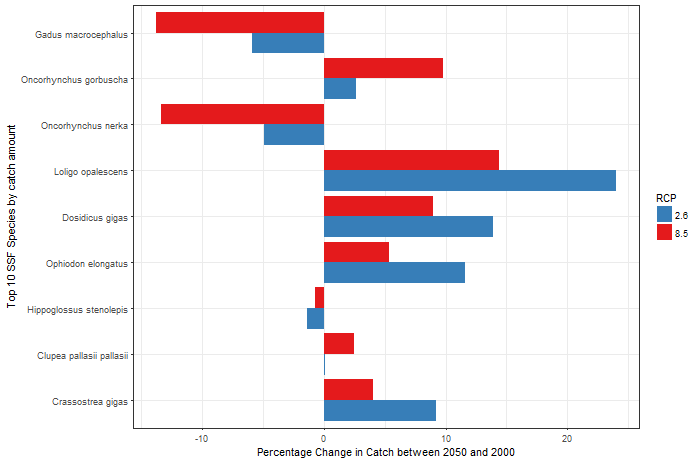 Top 10 SSF Species by catch amount
Gadus macrocephalus
Oncorhynchus gorbuscha
Oncorhynchus nerka
Loligo opalescens
Dosidicus gigas
Ophiodon elongatus
Hippoglossus stenolepis
Clupea pallasii pallasii
Crassostrea gigas
-10 0 10 20
Percentage Change in Catch between 2050 and 2000
RCP
2.6
8.5